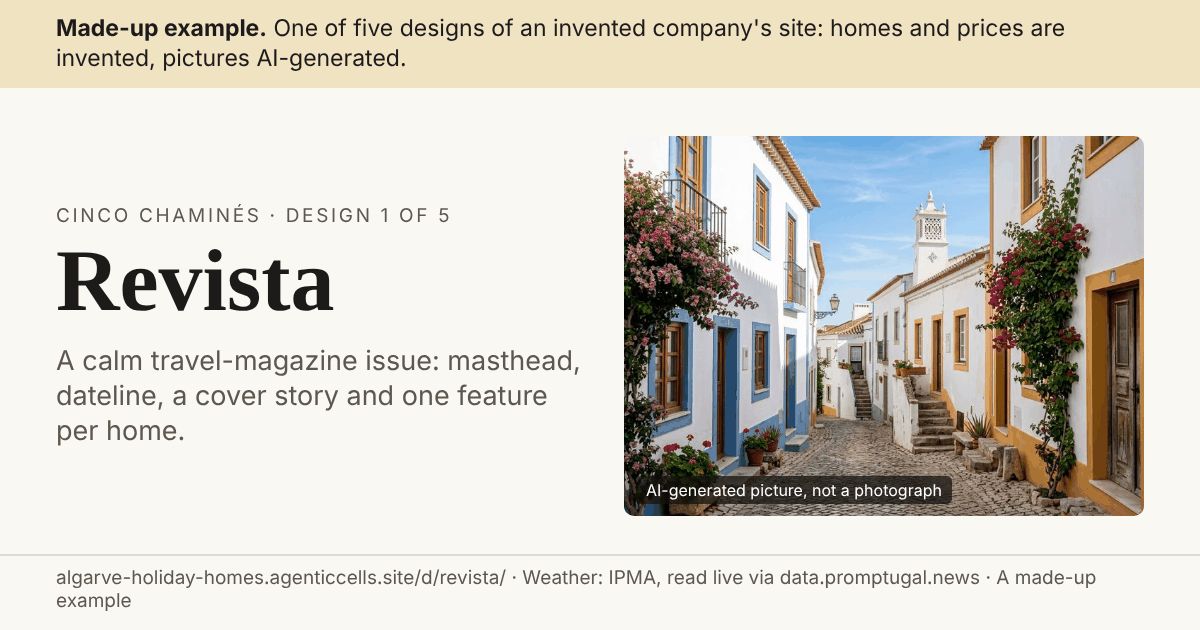 Made-up example. One of five designs of an invented company's site: homes and prices are
invented, pictures AI-generated.
CINCO CHAMINÉS · DESIGN 1 OF 5
Revista
A calm travel-magazine issue: masthead,
dateline, a cover story and one feature
per home.
AI-generated picture, not a photograph
algarve-holiday-homes.agenticcells.site/d/revista/ · Weather: IPMA, read live via data.promptugal.news · A made-up
example